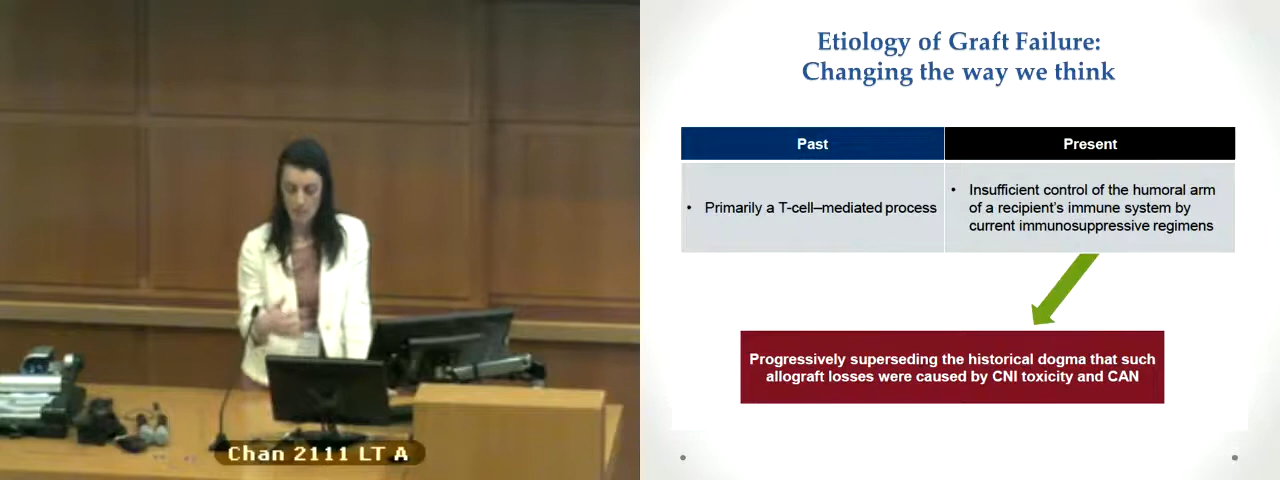 Etiology of Graft Failure:
Changing the way we think
Past
Present
• Primarily a T-cell–mediated process
• Insufficient control of the humoral arm
of a recipient's immune system by
current immunosuppressive regimens
Progressively superseding the historical dogma that such
allograft losses were caused by CNI toxicity and CAN
Chan 2111 LT A